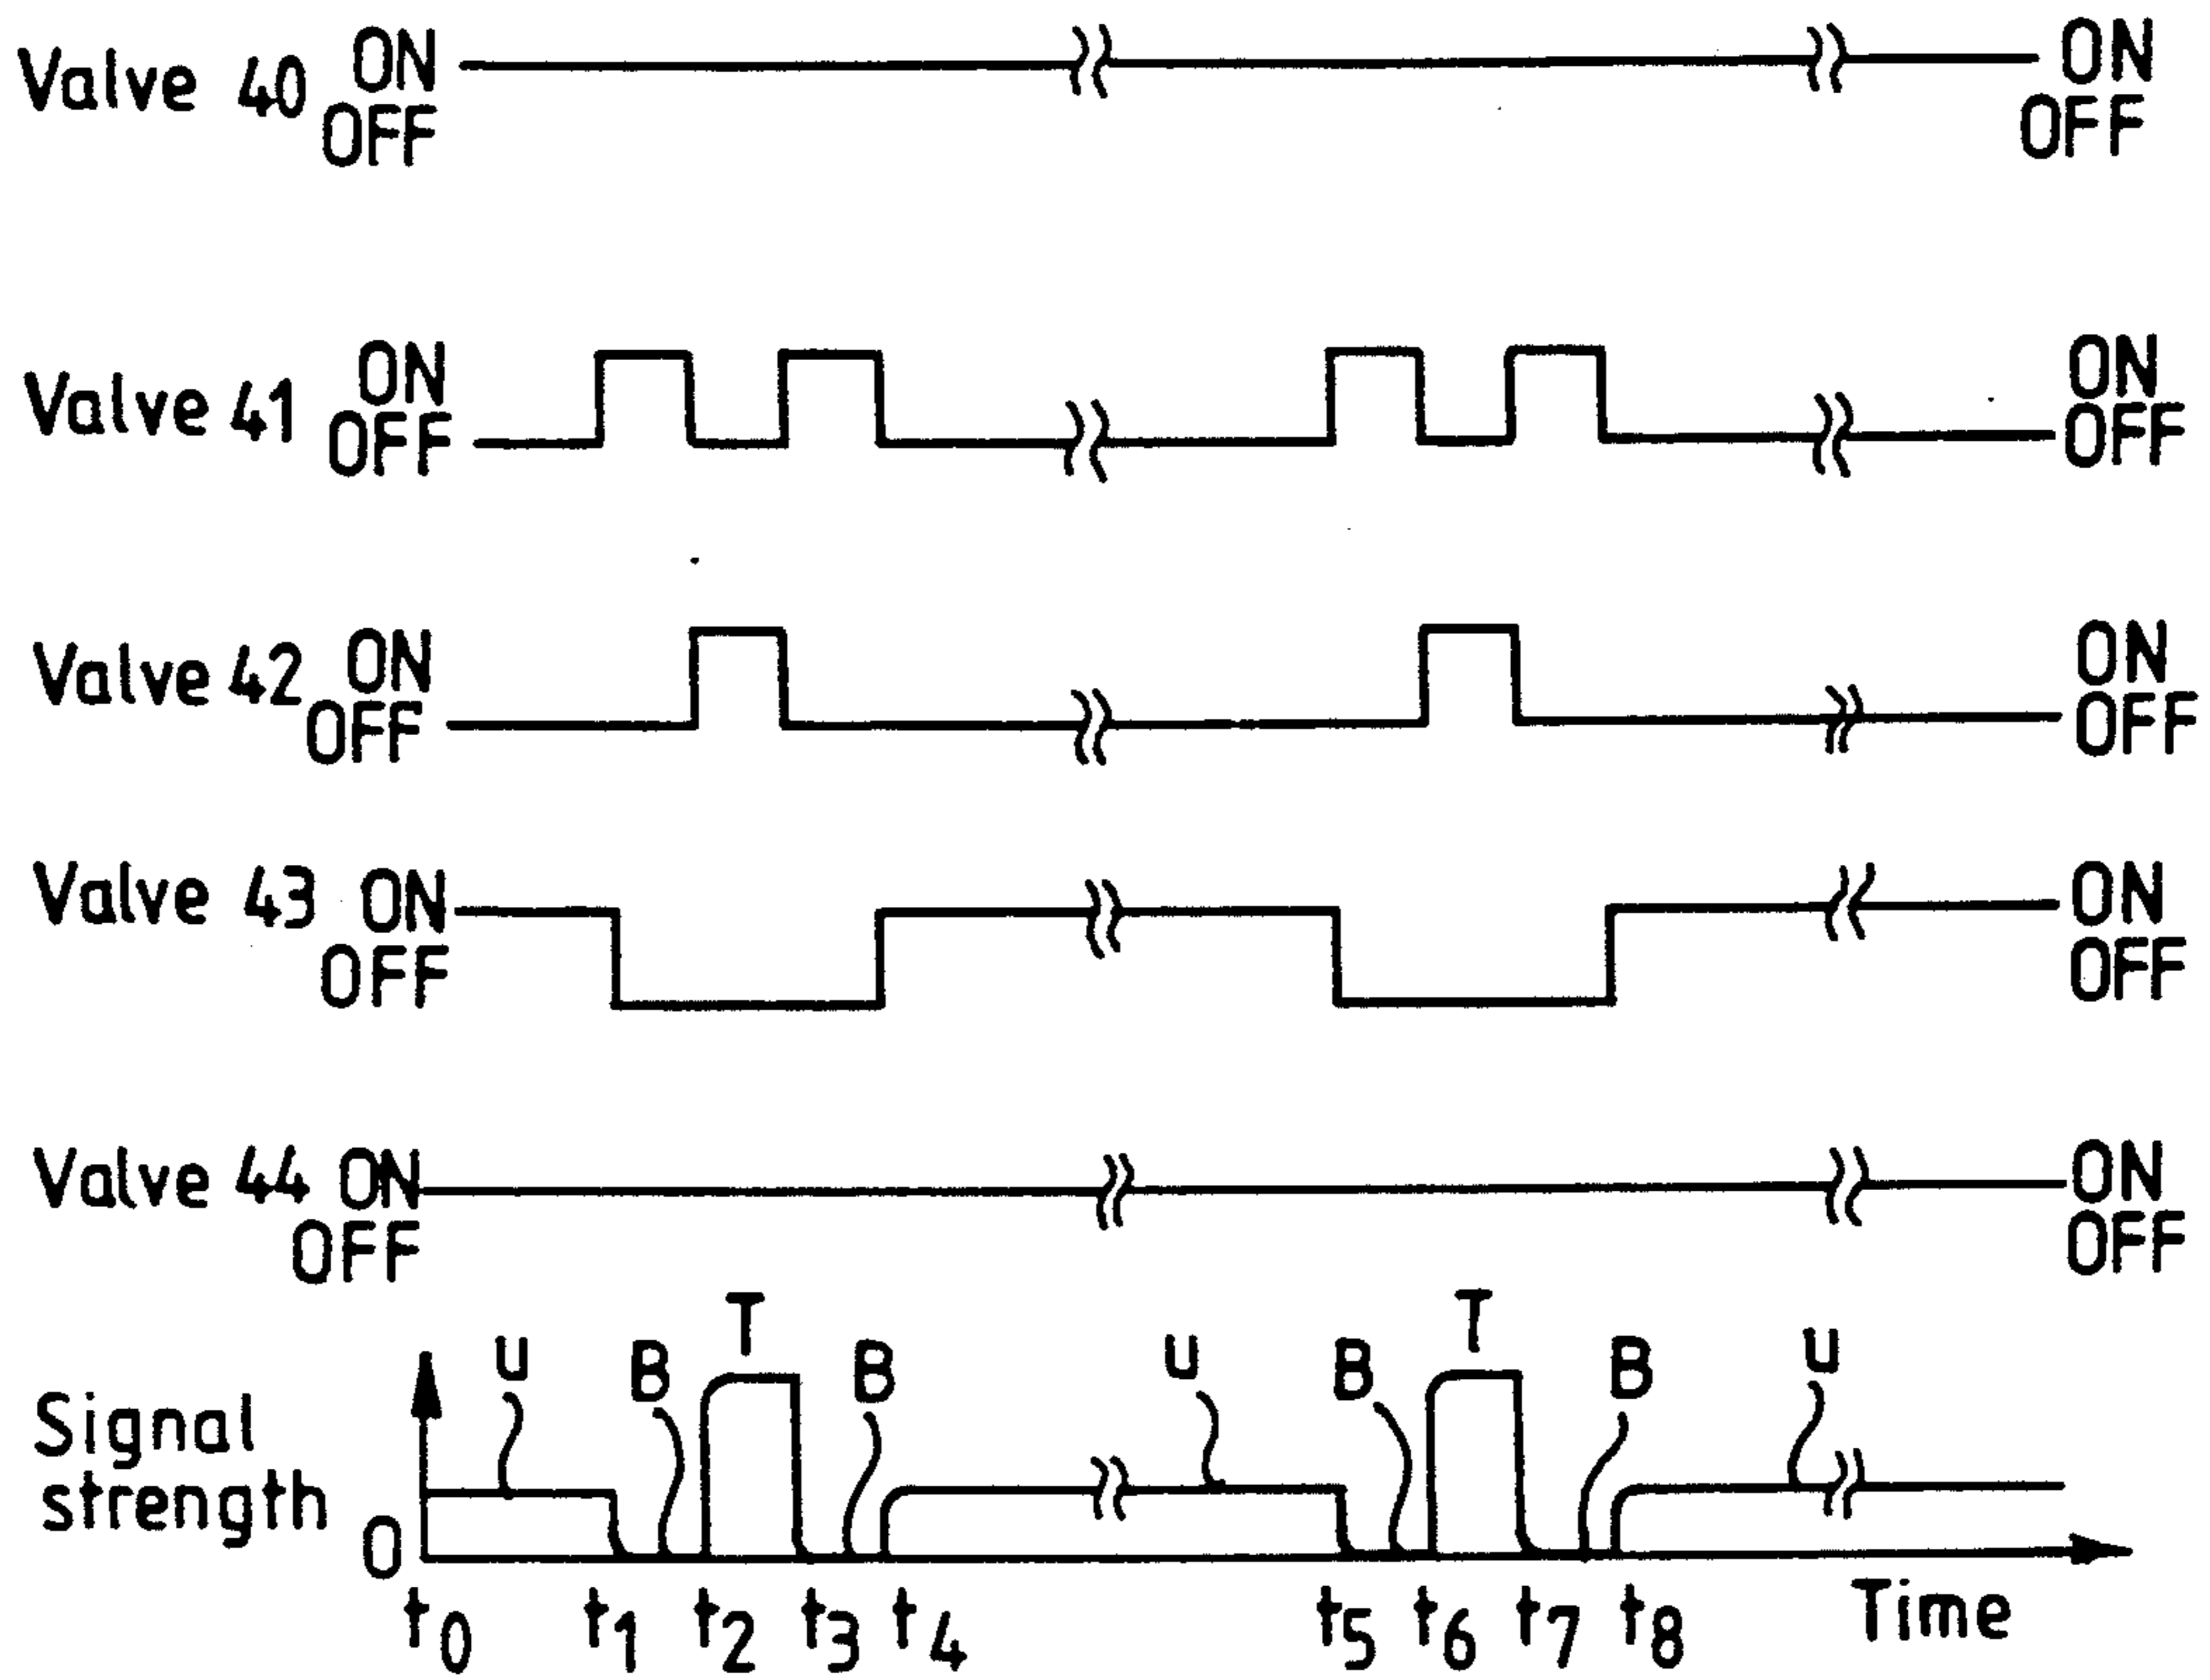 Valve 40 ON ON
OFF OFF
Valve 41 ON ON
OFF OFF
Valve 42 ON ON
OFF OFF
Valve 43 ON ON
OFF OFF
Valve 44 ON ON
OFF OFF
u B T B u B T B u
Signal
strength
0
t0 t1 t2 t3 t4 t5 t6 t7 t8 Time